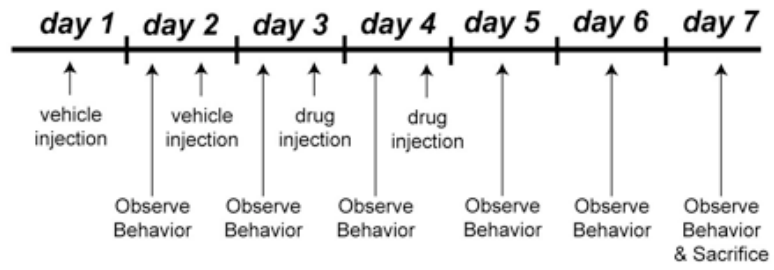 day 1 day 2 day 3 day 4 day 5 day 6 day 7
vehicle
injection
vehicle
injection
drug
injection
drug
injection
Observe
Behavior
Observe
Behavior
Observe
Behavior
Observe
Behavior
Observe
Behavior
Observe
Behavior
& Sacrifice